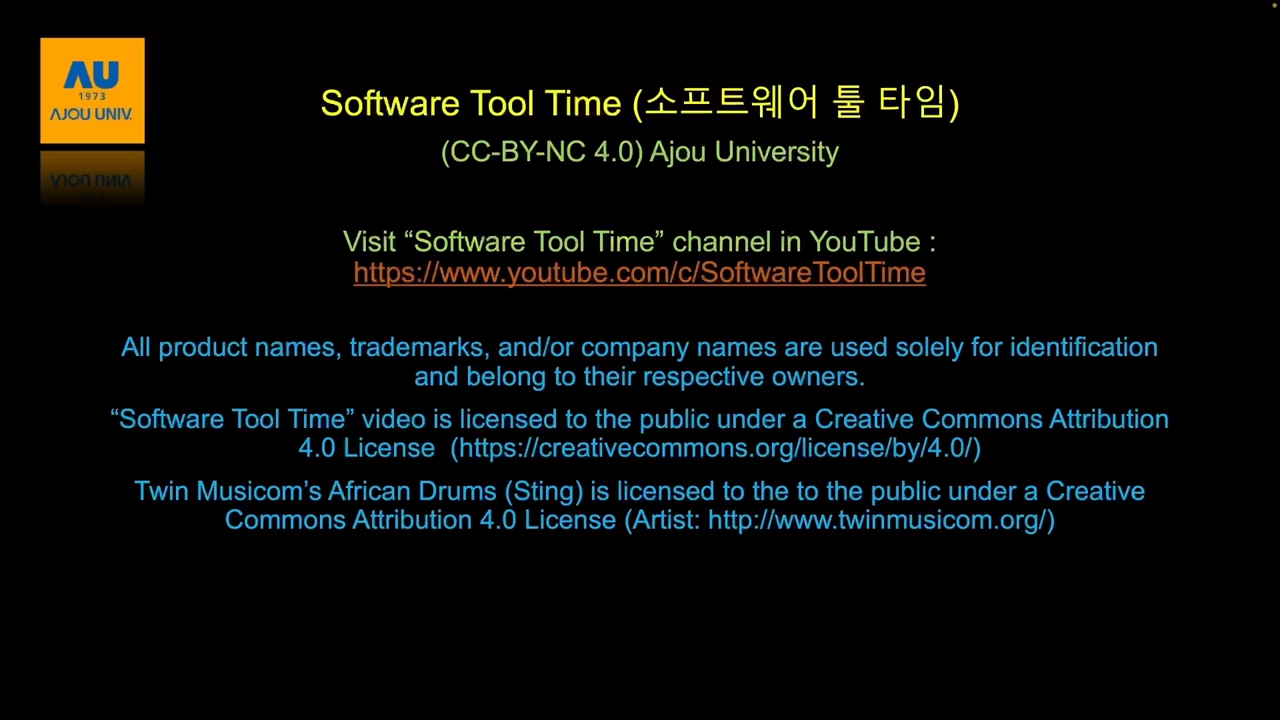 AU
1973
AJOU UNIV.
Software Tool Time (소프트웨어 툴 타임)
(CC-BY-NC 4.0) Ajou University
Visit “Software Tool Time” channel in YouTube :
https://www.youtube.com/c/SoftwareToolTime
All product names, trademarks, and/or company names are used solely for identification
and belong to their respective owners.
“Software Tool Time” video is licensed to the public under a Creative Commons Attribution
4.0 License (https://creativecommons.org/license/by/4.0/)
Twin Musicom’s African Drums (Sting) is licensed to the to the public under a Creative
Commons Attribution 4.0 License (Artist: http://www.twinmusicom.org/)